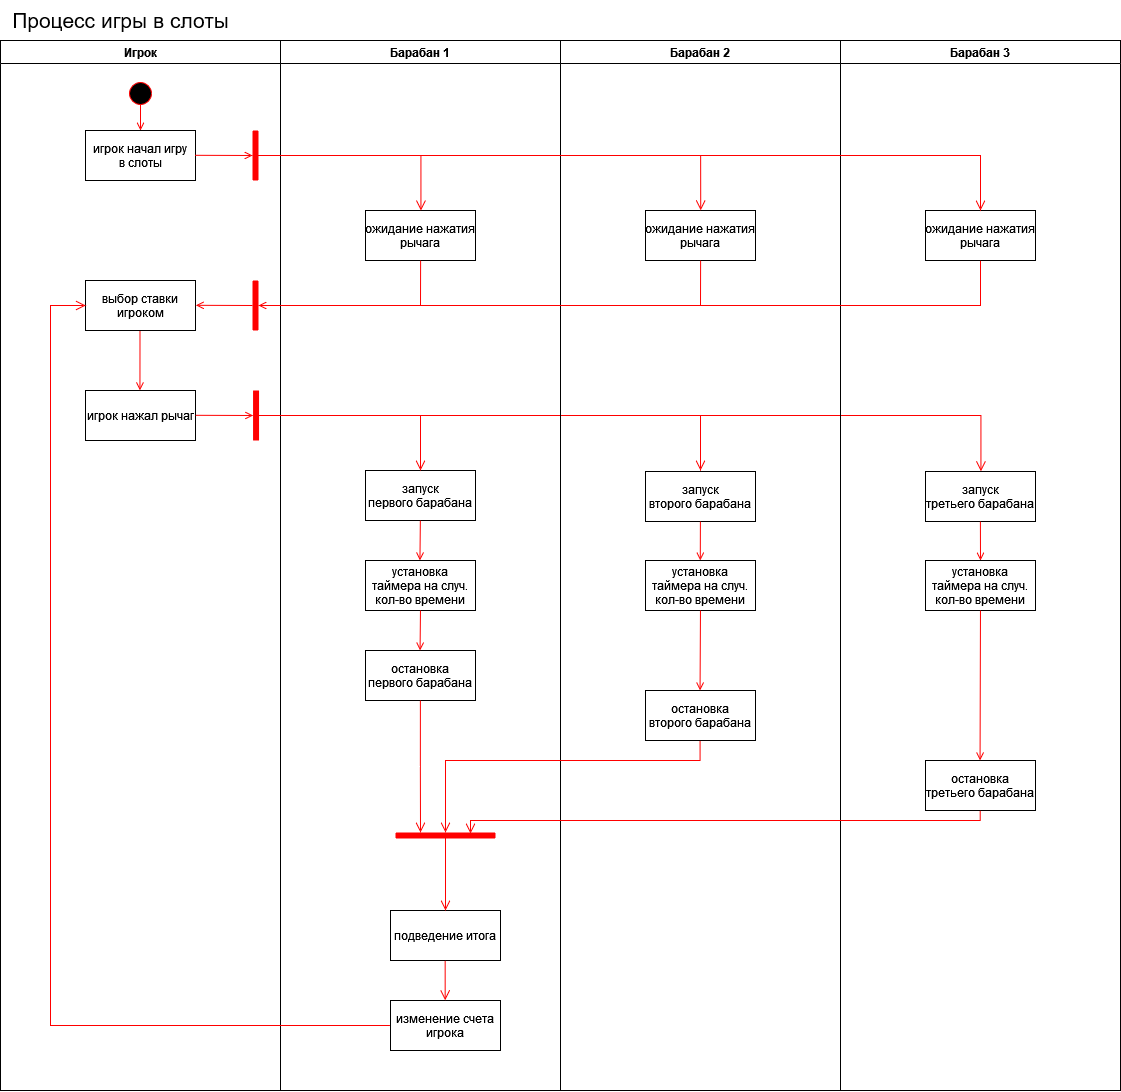 Процесс игры в слоты
Игрок
Барабан 1
Барабан 2
Барабан 3
игрок начал игру
в слоты
ожидание нажатия
рычага
ожидание нажатия
рычага
ожидание нажатия
рычага
выбор ставки
игроком
игрок нажал рычаг
запуск
первого барабана
запуск
второго барабана
запуск
третьего барабана
установка
таймера на случ.
кол-во времени
установка
таймера на случ.
кол-во времени
установка
таймера на случ.
кол-во времени
остановка
первого барабана
остановка
второго барабана
остановка
третьего барабана
подведение итога
изменение счета
игрока